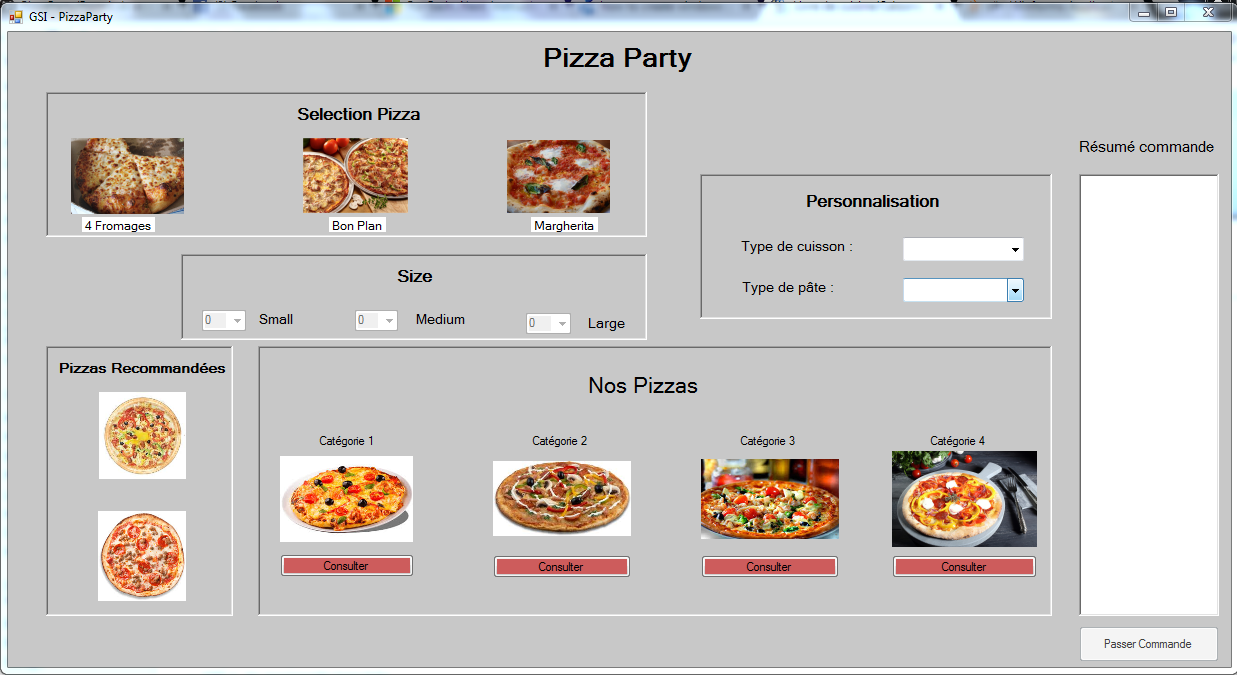 GSI - PizzaParty
Pizza Party
Selection Pizza
4 Fromages
Bon Plan
Margherita
Size
0 Small
0 Medium
0 Large
Personnalisation
Type de cuisson :
Type de pâte :
Résumé commande
Pizzas Recommandées
Nos Pizzas
Catégorie 1
Catégorie 2
Catégorie 3
Catégorie 4
Consulter
Consulter
Consulter
Consulter
Passer Commande